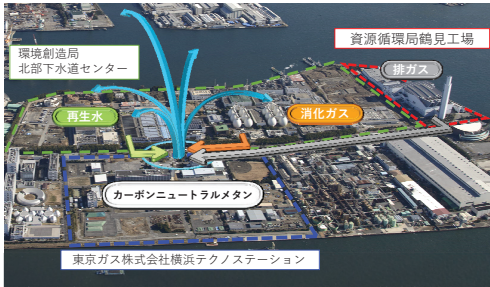 環境創造局
北部下水道センター
資源循環局鶴見工場
排ガス
再生水
消化ガス
カーボンニュートラルメタン
東京ガス株式会社横浜テクノステーション